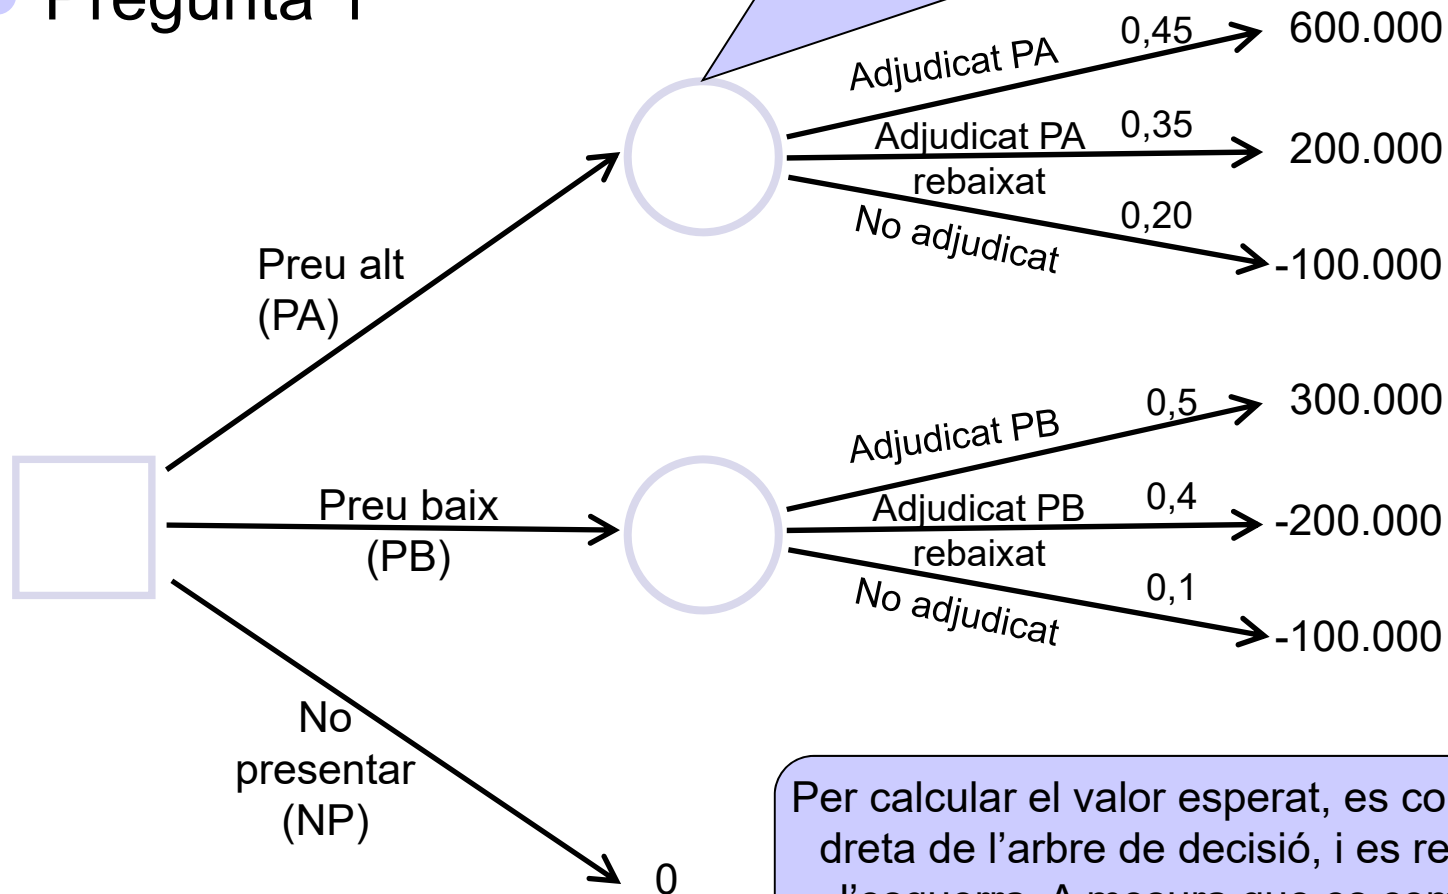 Pregunta 1
Adjudicat PA
0,45
600.000
Adjudicat PA
rebaixat
0,35
200.000
No adjudicat
0,20
-100.000
Preu alt
(PA)
Adjudicat PB
0,5
300.000
Preu baix
(PB)
Adjudicat PB
rebaixat
0,4
-200.000
No adjudicat
0,1
-100.000
No
presentar
(NP)
0
Per calcular el valor esperat, es co
dreta de l’arbre de decisió, i es re